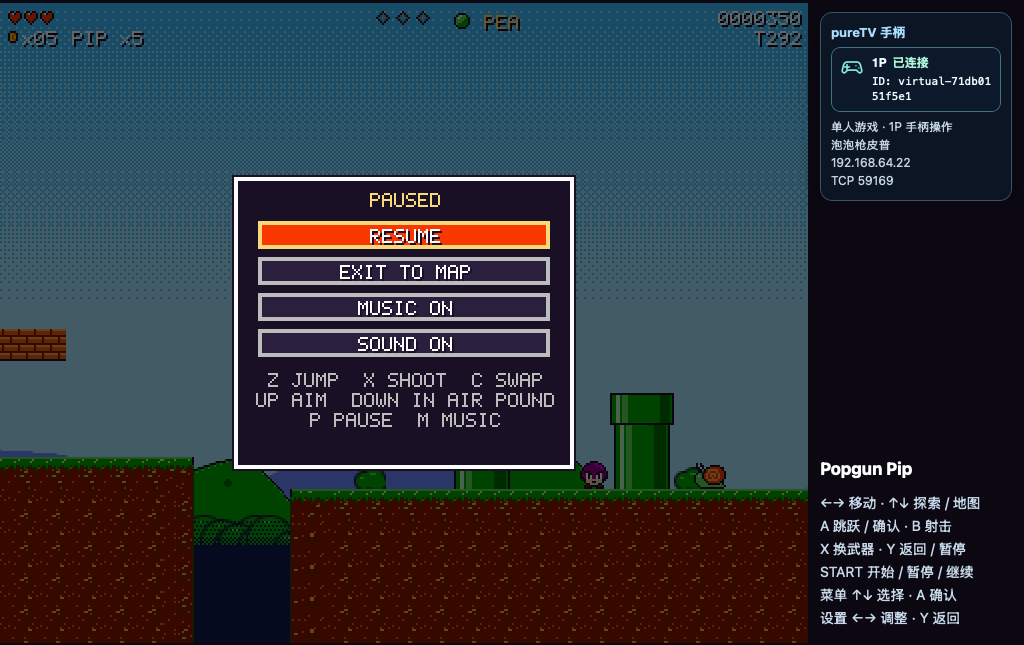 x05 PIP x5
PEA
0000350
T292
PAUSED
RESUME
EXIT TO MAP
MUSIC ON
SOUND ON
Z JUMP X SHOOT C SWAP
UP AIM DOWN IN AIR POUND
P PAUSE M MUSIC
pureTV 手柄
1P 已连接
ID: virtual-71db01
51f5e1
单人游戏 · 1P 手柄操作
泡泡枪皮普
192.168.64.22
TCP 59169
Popgun Pip
←→ 移动 · ↑↓ 探索 / 地图
A 跳跃 / 确认 · B 射击
X 换武器 · Y 返回 / 暂停
START 开始 / 暂停 / 继续
菜单 ↑↓ 选择 · A 确认
设置 ←→ 调整 · Y 返回